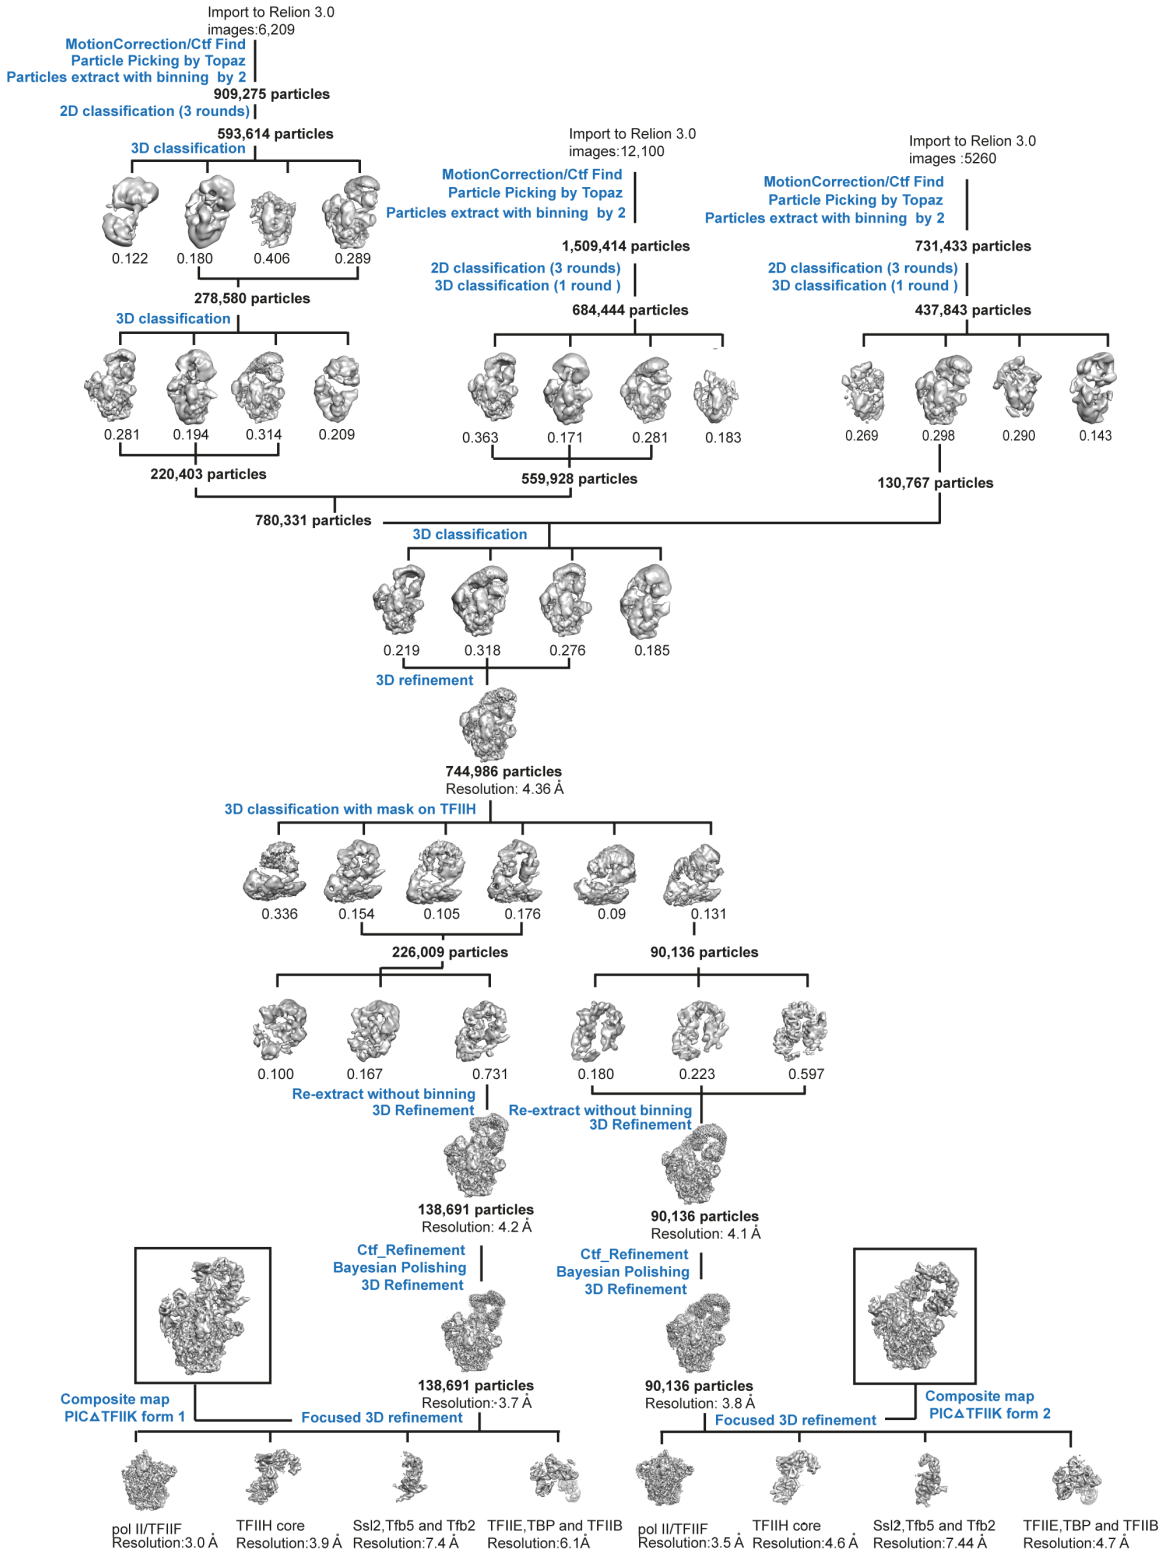 Import to Relion 3.0
images:6,209
MotionCorrection/Ctf Find
Particle Picking by Topaz
Particles extract with binning by 2
909,275 particles
2D classification (3 rounds)
593,614 particles
3D classification
0.122 0.180 0.406 0.289
278,580 particles
3D classification
0.281 0.194 0.314 0.209
220,403 particles
Import to Relion 3.0
images:12,100
MotionCorrection/Ctf Find
Particle Picking by Topaz
Particles extract with binning by 2
1,509,414 particles
2D classification (3 rounds)
3D classification (1 round )
684,444 particles
0.363 0.171 0.281 0.183
559,928 particles
Import to Relion 3.0
images :5260
MotionCorrection/Ctf Find
Particle Picking by Topaz
Particles extract with binning by 2
731,433 particles
2D classification (3 rounds)
3D classification (1 round )
437,843 particles
0.269 0.298 0.290 0.143
130,767 particles
780,331 particles
3D classification
0.219 0.318 0.276 0.185
3D refinement
744,986 particles
Resolution: 4.36 Å
3D classification with mask on TFIIH
0.336 0.154 0.105 0.176 0.09 0.131
226,009 particles
90,136 particles
0.100 0.167 0.731
0.180 0.223 0.597
Re-extract without binning
3D Refinement
Re-extract without binning
3D Refinement
138,691 particles
Resolution: 4.2 Å
90,136 particles
Resolution: 4.1 Å
Ctf_Refinement
Bayesian Polishing
3D Refinement
Ctf_Refinement
Bayesian Polishing
3D Refinement
138,691 particles
Resolution:-3.7 Å
90,136 particles
Resolution: 3.8 Å
Composite map
PIC∆TFIIK form 1
Focused 3D refinement
Focused 3D refinement
Composite map
PIC∆TFIIK form 2
pol II/TFIIF
Resolution:3.0 Å
TFIIH core
Resolution:3.9 Å
Ssl2,Tfb5 and Tfb2
Resolution:7.4 Å
TFIIE,TBP and TFIIB
Resolution:6.1Å
pol II/TFIIF
Resolution:3.5 Å
TFIIH core
Resolution:4.6 Å
Ssl2,Tfb5 and Tfb2
Resolution:7.44 Å
TFIIE,TBP and TFIIB
Resolution:4.7 Å